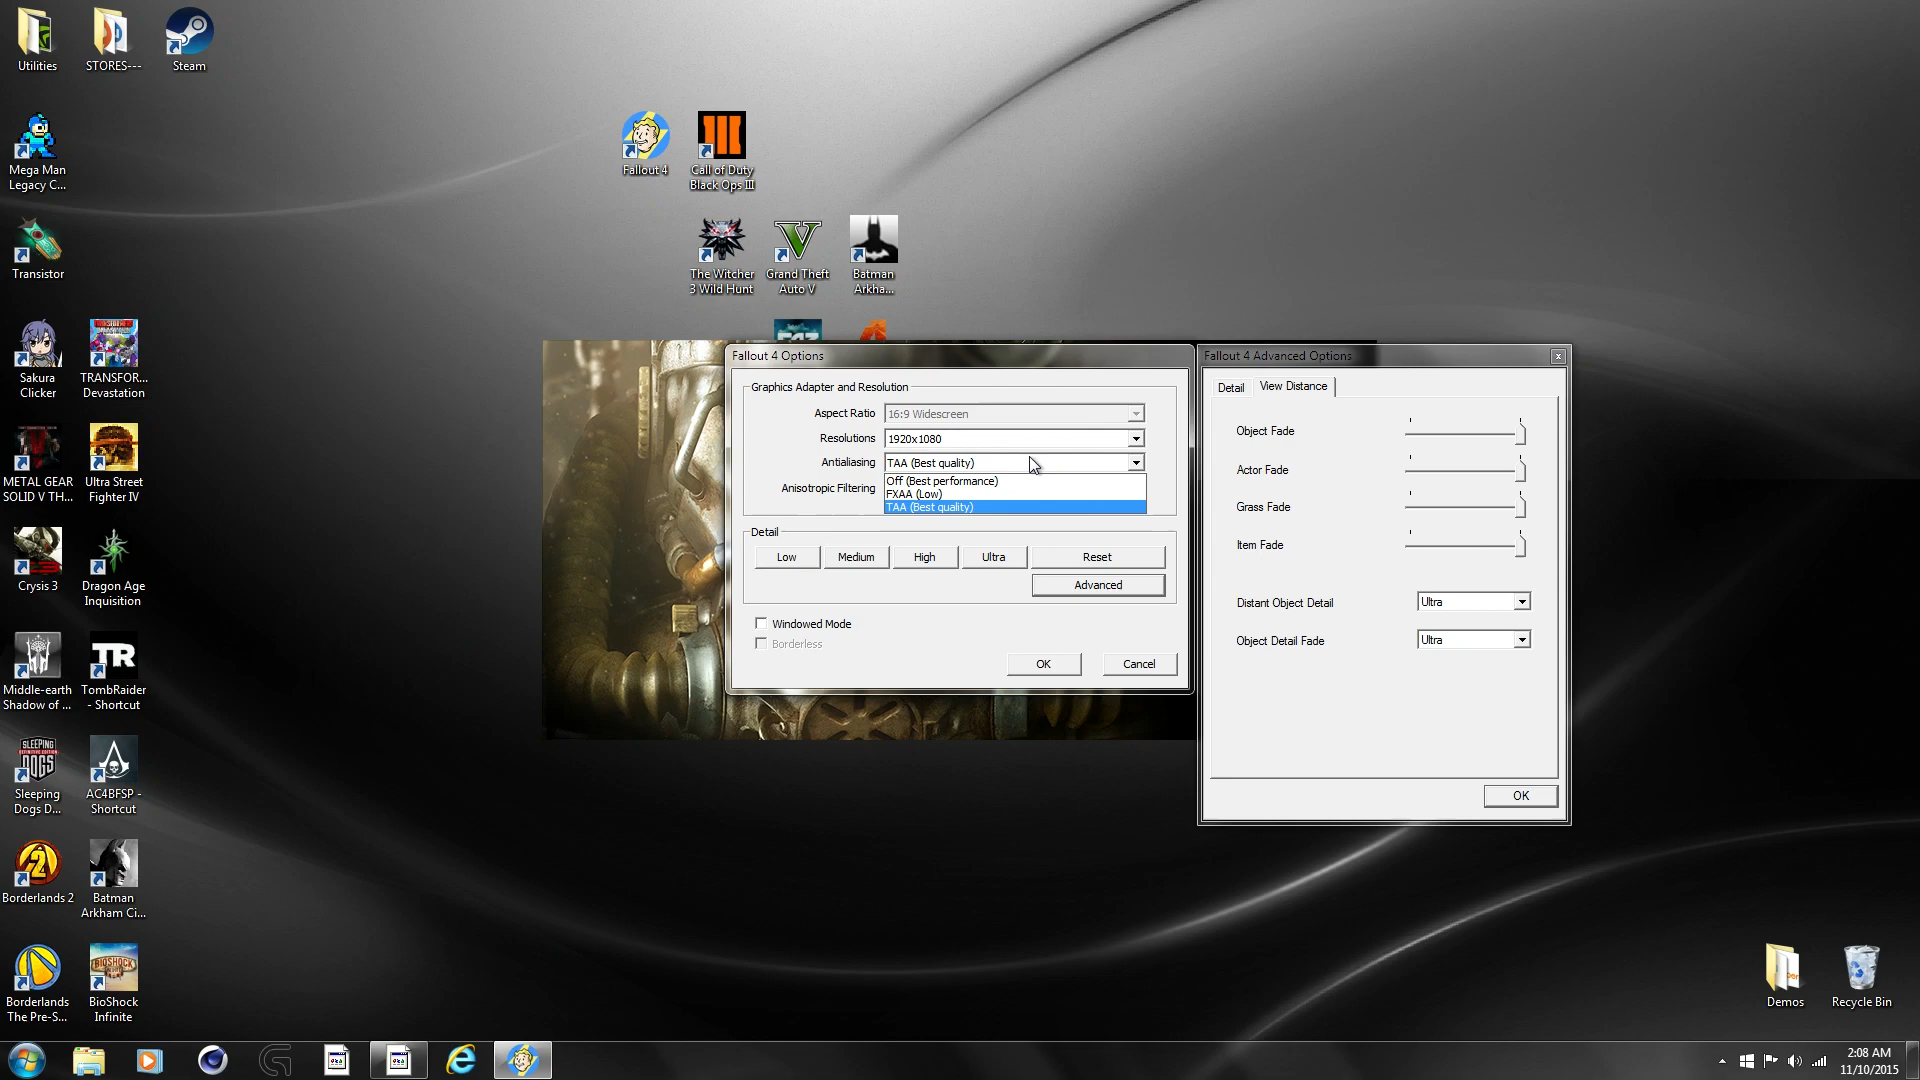 Utilities
STORES---
Steam
Mega Man
Legacy C...
Transistor
Sakura
Clicker
TRANSFOR...
Devastation
METAL GEAR
SOLID V TH...
Ultra Street
Fighter IV
Crysis 3
Dragon Age
Inquisition
Middle-earth
Shadow of ...
TR
TombRaider
- Shortcut
SLEEPING
DOGS
Sleeping
Dogs D...
AC4BFSP -
Shortcut
Borderlands 2
Batman
Arkham Ci...
Borderlands
The Pre-S...
BIOSHOCK
BioShock
Infinite
Fallout 4
Call of Duty
Black Ops III
The Witcher
3 Wild Hunt
Grand Theft
Auto V
Batman
Arkha...
Fallout 4 Options
Graphics Adapter and Resolution
Aspect Ratio
16:9 Widescreen
Resolutions
1920x1080
Antialiasing
TAA (Best quality)
Off (Best performance)
FXAA (Low)
TAA (Best quality)
Anisotropic Filtering
Detail
Low
Medium
High
Ultra
Reset
Advanced
Windowed Mode
Borderless
OK
Cancel
Fallout 4 Advanced Options
Detail
View Distance
Object Fade
Actor Fade
Grass Fade
Item Fade
Distant Object Detail
Ultra
Object Detail Fade
Ultra
OK
Demos
Recycle Bin
2:08 AM
11/10/2015